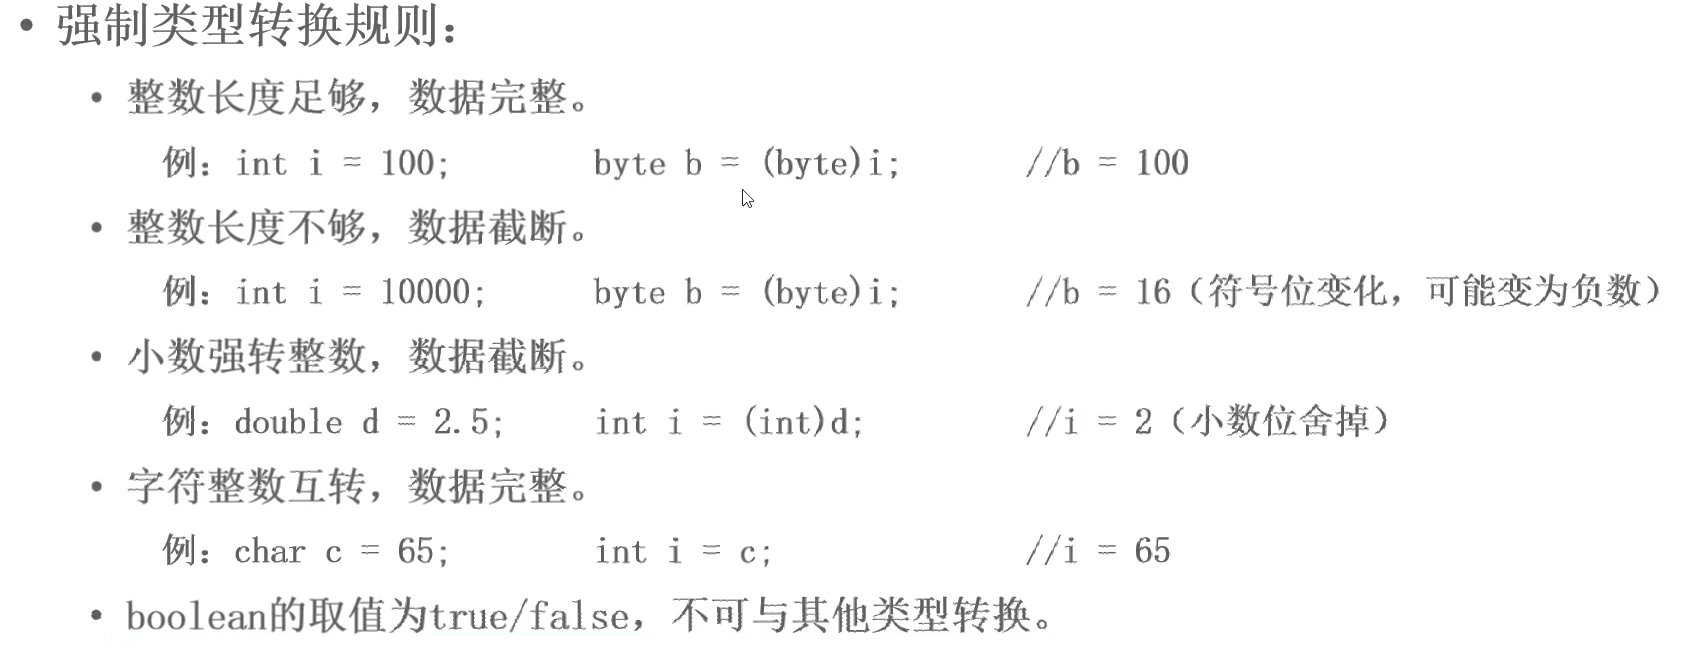 • 强制类型转换规则：
• 整数长度足够，数据完整。
例：int i = 100; byte b = (byte)i; //b = 100
• 整数长度不够，数据截断。
例：int i = 10000; byte b = (byte)i; //b = 16（符号位变化，可能变为负数）
• 小数强转整数，数据截断。
例：double d = 2.5; int i = (int)d; //i = 2（小数位舍掉）
• 字符整数互转，数据完整。
例：char c = 65; int i = c; //i = 65
• boolean的取值为true/false，不可与其他类型转换。